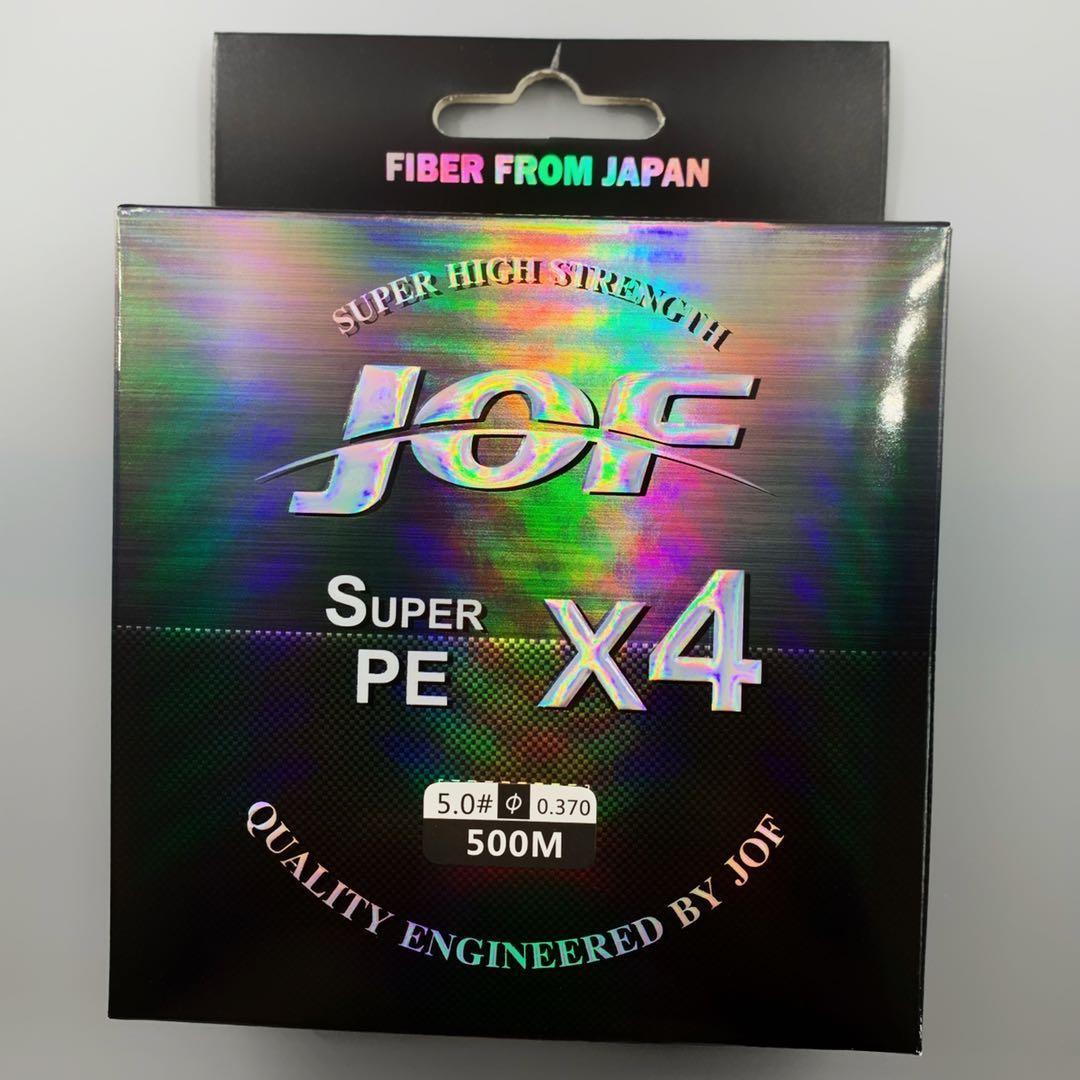 FIBER FROM JAPAN
SUPER HIGH STRENGTH
JOF
SUPER
PE
X4
5.0# ϕ 0.370
500M
QUALITY ENGINEERED BY JOF